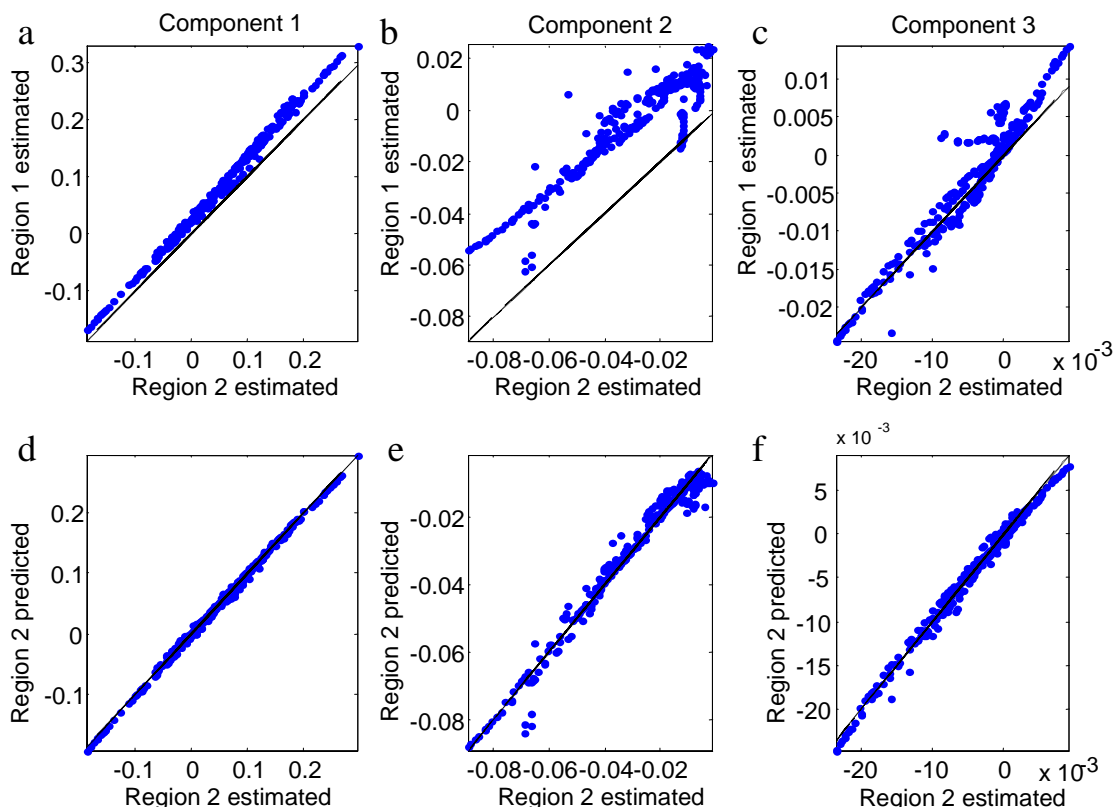 a
Component 1
0.3
0.2
0.1
0
-0.1
Region 1 estimated
-0.1 0 0.1 0.2
Region 2 estimated
b
Component 2
0.02
0
-0.02
-0.04
-0.06
-0.08
Region 1 estimated
-0.08 -0.06 -0.04 -0.02
Region 2 estimated
c
Component 3
0.01
0.005
0
-0.005
-0.01
-0.015
-0.02
Region 1 estimated
-20 -10 0
x 10⁻³
Region 2 estimated
d
0.2
0.1
0
-0.1
Region 2 predicted
-0.1 0 0.1 0.2
Region 2 estimated
e
-0.02
-0.04
-0.06
-0.08
Region 2 predicted
-0.08 -0.06 -0.04 -0.02
Region 2 estimated
f
x 10⁻³
5
0
-5
-10
-15
-20
Region 2 predicted
-20 -10 0
x 10⁻³
Region 2 estimated